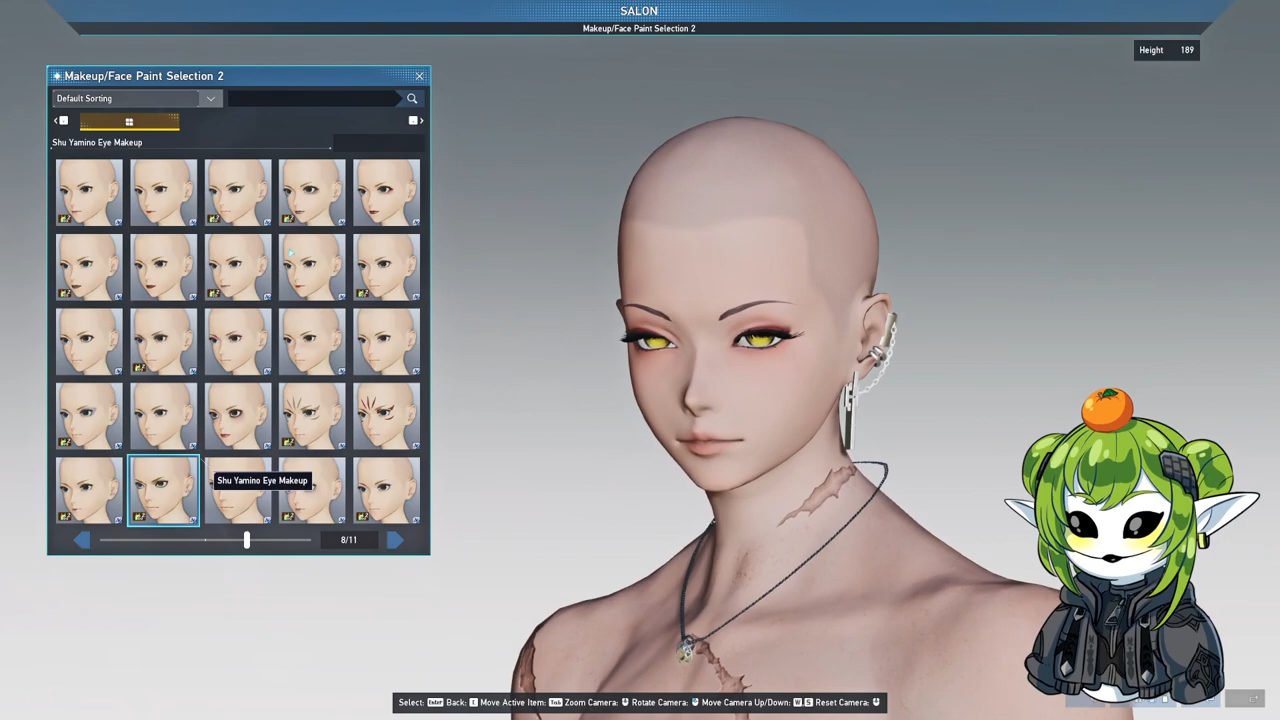 SALON
Makeup/Face Paint Selection 2
Height 189
Makeup/Face Paint Selection 2
Default Sorting
Shu Yamino Eye Makeup
Shu Yamino Eye Makeup
8/11
Select: Enter Back: E Move Active Item: Tab Zoom Camera: Rotate Camera: Move Camera Up/Down: W S Reset Camera: